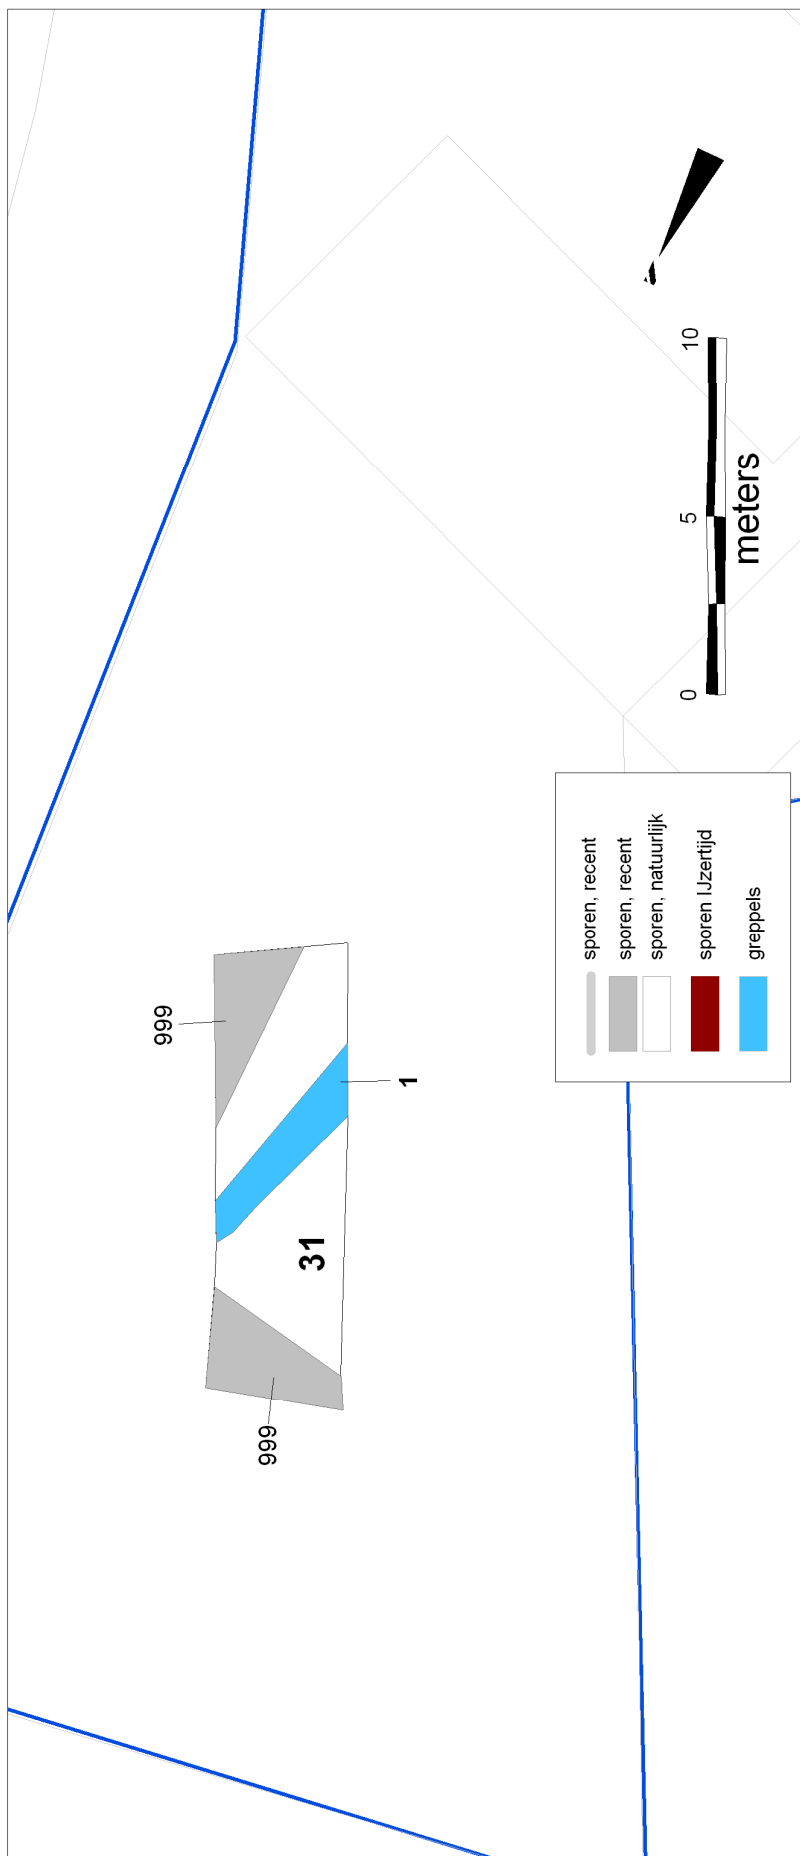 999
999
31
1
0
5
10
meters
sporen, recent
sporen, recent
sporen, natuurlijk
sporen IJzertijd
greppels